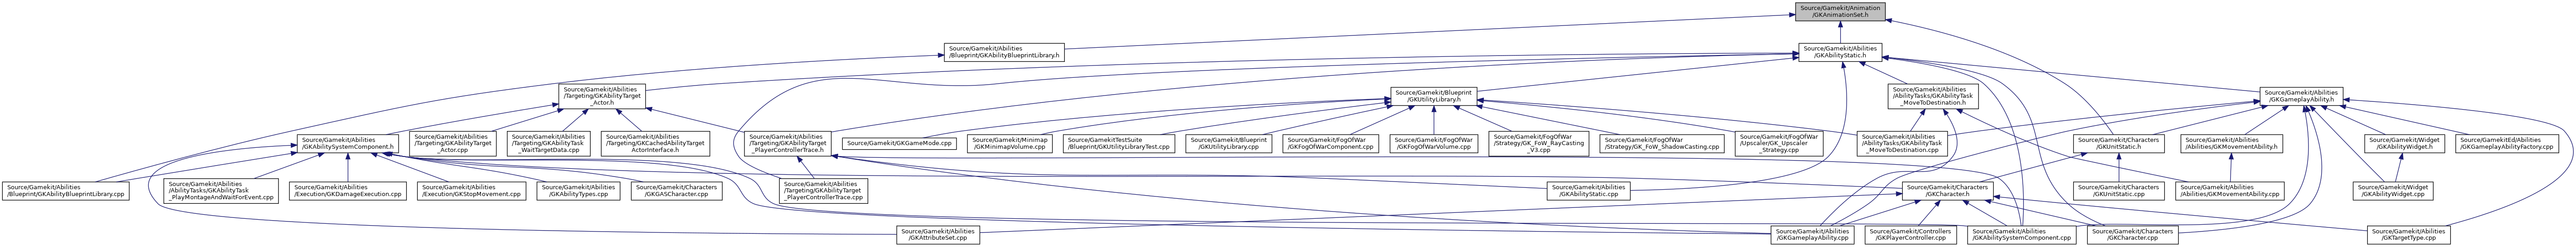 Source/Gamekit/Animation
/GKAnimationSet.h
Source/Gamekit/Abilities
/Blueprint/GKAbilityBlueprintLibrary.h
Source/Gamekit/Abilities
/GKAbilityStatic.h
Source/Gamekit/Abilities
/Targeting/GKAbilityTarget
_Actor.h
Source/Gamekit/Blueprint
/GKUtilityLibrary.h
Source/Gamekit/Abilities
/AbilityTasks/GKAbilityTask
_MoveToDestination.h
Source/Gamekit/Abilities
/GKGameplayAbility.h
Source/Gamekit/Abilities
/GKAbilitySystemComponent.h
Source/Gamekit/Abilities
/Targeting/GKAbilityTarget
_Actor.cpp
Source/Gamekit/Abilities
/Targeting/GKAbilityTask
_WaitTargetData.cpp
Source/Gamekit/Abilities
/Targeting/GKCachedAbilityTarget
ActorInterface.h
Source/Gamekit/Abilities
/Targeting/GKAbilityTarget
_PlayerControllerTrace.h
Source/Gamekit/GKGameMode.cpp
Source/Gamekit/Minimap
/GKMinimapVolume.cpp
Source/GamekitTestSuite
/Blueprint/GKUtilityLibraryTest.cpp
Source/Gamekit/Blueprint
/GKUtilityLibrary.cpp
Source/Gamekit/FogOfWar
/GKFogOfWarComponent.cpp
Source/Gamekit/FogOfWar
/GKFogOfWarVolume.cpp
Source/Gamekit/FogOfWar
/Strategy/GK_FoW_RayCasting
_V3.cpp
Source/Gamekit/FogOfWar
/Strategy/GK_FoW_ShadowCasting.cpp
Source/Gamekit/FogOfWar
/Upscaler/GK_Upscaler
_Strategy.cpp
Source/Gamekit/Abilities
/AbilityTasks/GKAbilityTask
_MoveToDestination.cpp
Source/Gamekit/Characters
/GKUnitStatic.h
Source/Gamekit/Abilities
/Abilities/GKMovementAbility.h
Source/Gamekit/Widget
/GKAbilityWidget.h
Source/GamekitEd/Abilities
/GKGameplayAbilityFactory.cpp
Source/Gamekit/Abilities
/Blueprint/GKAbilityBlueprintLibrary.cpp
Source/Gamekit/Abilities
/AbilityTasks/GKAbilityTask
_PlayMontageAndWaitForEvent.cpp
Source/Gamekit/Abilities
/Execution/GKDamageExecution.cpp
Source/Gamekit/Abilities
/Execution/GKStopMovement.cpp
Source/Gamekit/Abilities
/GKAbilityTypes.cpp
Source/Gamekit/Characters
/GKGASCharacter.cpp
Source/Gamekit/Abilities
/Targeting/GKAbilityTarget
_PlayerControllerTrace.cpp
Source/Gamekit/Abilities
/GKAbilityStatic.cpp
Source/Gamekit/Characters
/GKCharacter.h
Source/Gamekit/Characters
/GKUnitStatic.cpp
Source/Gamekit/Abilities
/Abilities/GKMovementAbility.cpp
Source/Gamekit/Widget
/GKAbilityWidget.cpp
Source/Gamekit/Abilities
/GKAttributeSet.cpp
Source/Gamekit/Abilities
/GKGameplayAbility.cpp
Source/Gamekit/Controllers
/GKPlayerController.cpp
Source/Gamekit/Abilities
/GKAbilitySystemComponent.cpp
Source/Gamekit/Characters
/GKCharacter.cpp
Source/Gamekit/Abilities
/GKTargetType.cpp